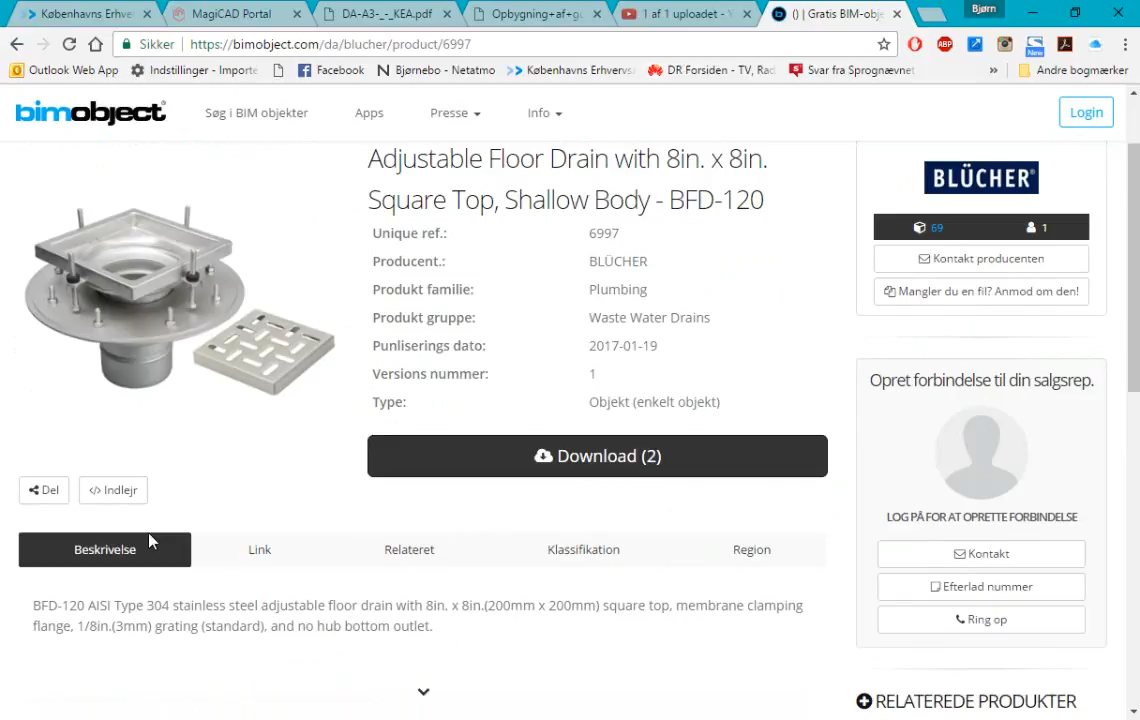 Københavns Erhve
MagiCAD Portal
DA-A3-_-_KEA.pdf
Opbygning+af+g
1 af 1 uploadet - Y
() | Gratis BIM-obje
Bjørn
Sikker
https://bimobject.com/da/blucher/product/6997
ABP
New
Outlook Web App
Indstillinger - Importe
Facebook
Bjørnebo - Netatmo
Københavns Erhvervs
DR Forsiden - TV, Rad
Svar fra Sprognævnet
»
Andre bogmærker
bimobject
Søg i BIM objekter
Apps
Presse
Info
Login
Adjustable Floor Drain with 8in. x 8in.
Square Top, Shallow Body - BFD-120
Unique ref.: 6997
Producent.: BLÜCHER
Produkt familie: Plumbing
Produkt gruppe: Waste Water Drains
Punliserings dato: 2017-01-19
Versions nummer: 1
Type: Objekt (enkelt objekt)
Download (2)
BLÜCHER®
69 1
Kontakt producenten
Mangler du en fil? Anmod om den!
Opret forbindelse til din salgsrep.
LOG PÅ FOR AT OPRETTE FORBINDELSE
Kontakt
Efterlad nummer
Ring op
Del
Indlejr
Beskrivelse
Link
Relateret
Klassifikation
Region
BFD-120 AISI Type 304 stainless steel adjustable floor drain with 8in. x 8in.(200mm x 200mm) square top, membrane clamping
flange, 1/8in.(3mm) grating (standard), and no hub bottom outlet.
RELATEREDE PRODUKTER